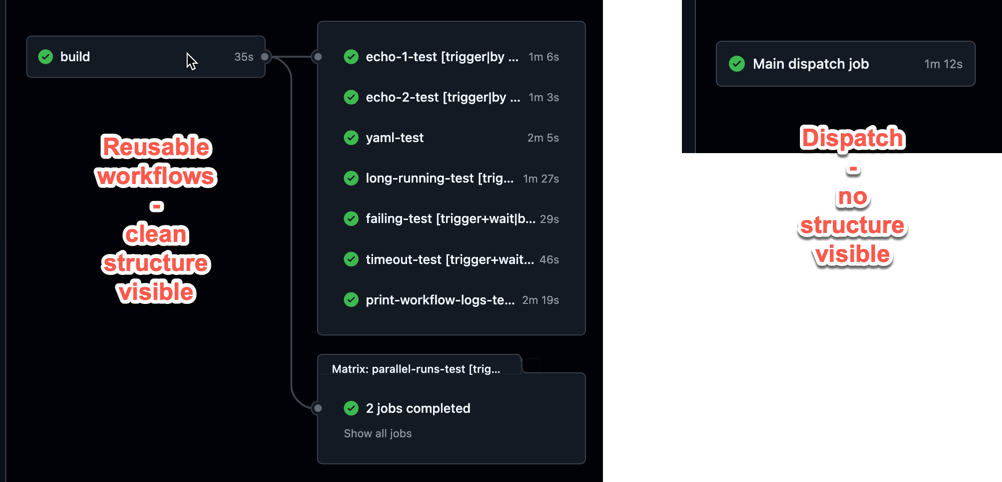 build 35s
echo-1-test [trigger|by ... 1m 6s
echo-2-test [trigger|by ... 1m 3s
yaml-test 2m 5s
long-running-test [trig... 1m 27s
failing-test [trigger+wait|b... 29s
timeout-test [trigger+wait... 46s
print-workflow-logs-te... 2m 19s
Matrix: parallel-runs-test [trig...
2 jobs completed
Show all jobs
Reusable
workflows
-
clean
structure
visible
Main dispatch job 1m 12s
Dispatch
-
no
structure
visible